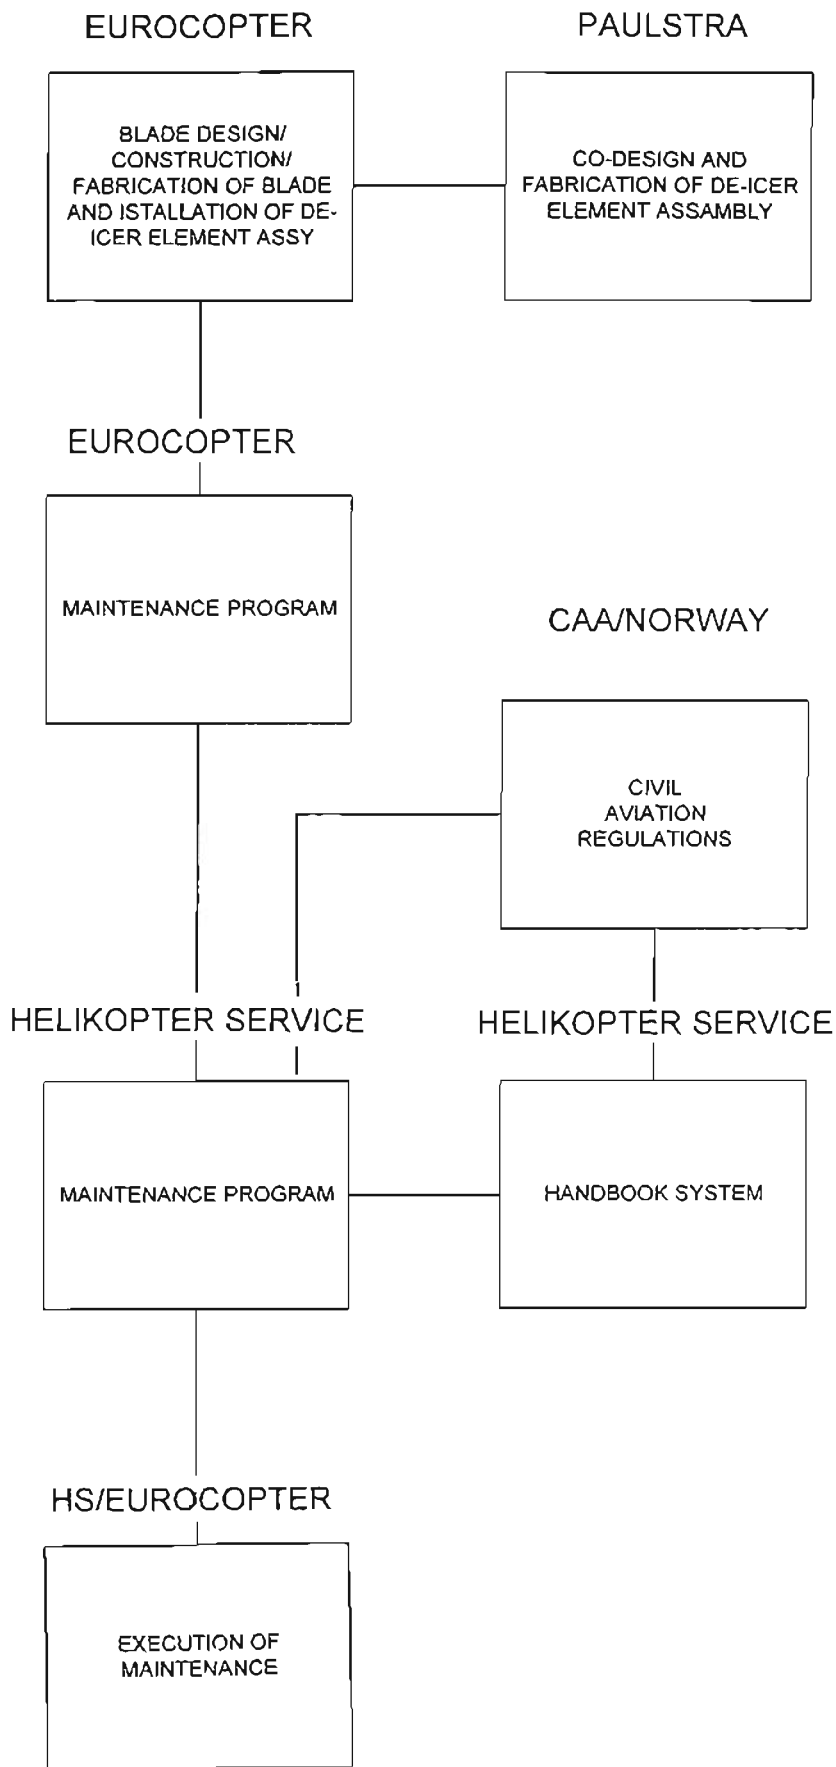 EUROCOPTER
PAULSTRA
BLADE DESIGN/
CONSTRUCTION/
FABRICATION OF BLADE
AND ISTALLATION OF DE-
ICER ELEMENT ASSY
CO-DESIGN AND
FABRICATION OF DE-ICER
ELEMENT ASSAMBLY
EUROCOPTER
MAINTENANCE PROGRAM
CAA/NORWAY
CIVIL
AVIATION
REGULATIONS
HELIKOPTER SERVICE
HELIKOPTER SERVICE
MAINTENANCE PROGRAM
HANDBOOK SYSTEM
HS/EUROCOPTER
EXECUTION OF
MAINTENANCE